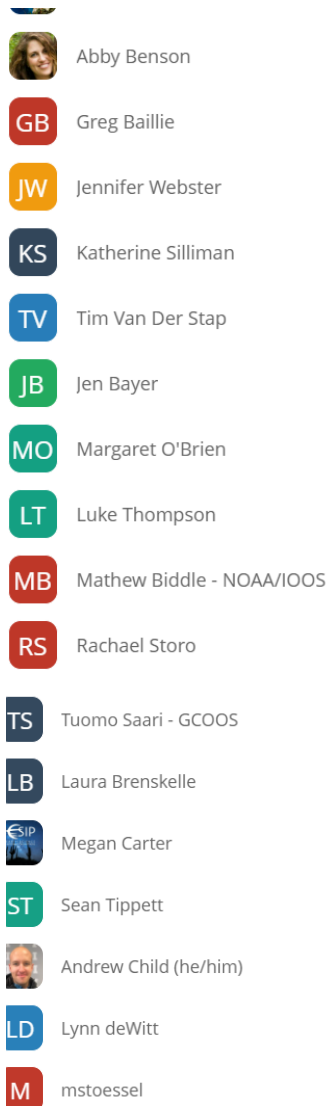 Abby Benson
GB Greg Baillie
JW Jennifer Webster
KS Katherine Silliman
TV Tim Van Der Stap
JB Jen Bayer
MO Margaret O'Brien
LT Luke Thompson
MB Mathew Biddle - NOAA/IOOS
RS Rachael Storo
TS Tuomo Saari - GCOOS
LB Laura Brenskelle
ESIP Megan Carter
ST Sean Tippett
Andrew Child (he/him)
LD Lynn deWitt
M mstoessel